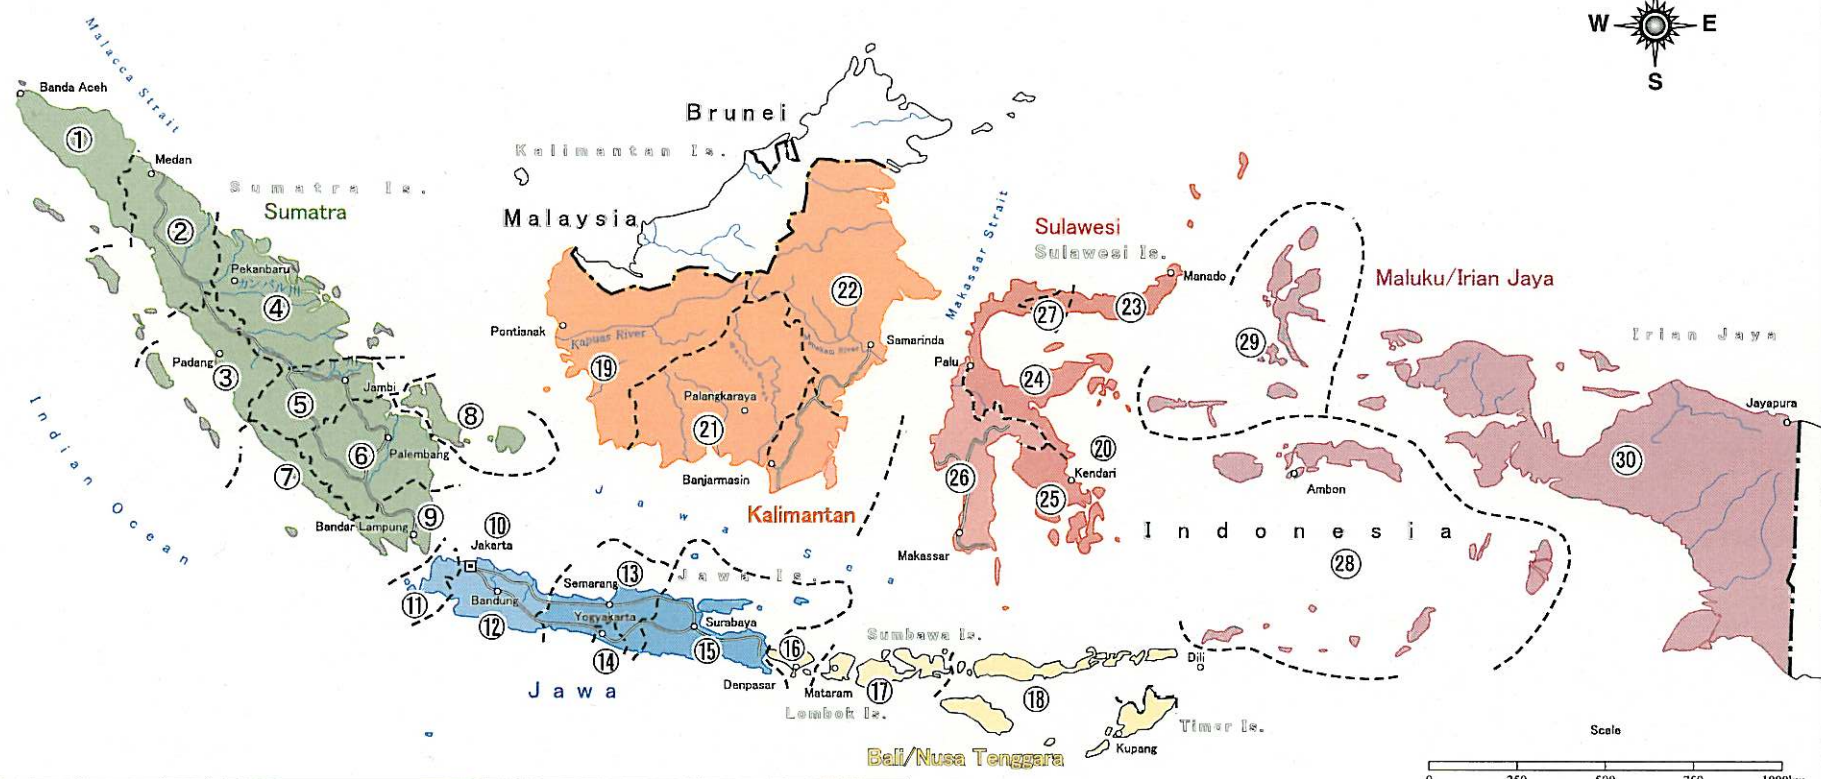 W E
S
Malacca Strait
Banda Aceh
①
Medan
Sumatra Is.
Sumatra
②
Pekanbaru
カンパル川
④
Padang
③
Jambi
⑤
⑧
⑥
Palembang
⑦
Bandar Lampung
⑨
Indian Ocean
Brunei
Kalimantan Is.
Malaysia
㉒
Pontianak
Kapuas River
Samarinda
⑲
Palangkaraya
㉑
Banjarmasin
Kalimantan
Makassar Strait
Sulawesi
Sulawesi Is.
Manado
㉗
㉓
Palu
㉔
⑳
㉖
Kendari
㉕
Makassar
Maluku/Irian Jaya
㉙
Irian Jaya
Jayapura
㉚
Ambon
Indonesia
㉘
Jawa Sea
⑩
Jakarta
Semarang
⑬
Jawa Is.
⑪
Bandung
⑫
Yogyakarta
Surabaya
⑭
⑮
⑯
Jawa
Denpasar
Mataram
Sumbawa Is.
⑰
Lombok Is.
⑱
Dili
Timor Is.
Kupang
Bali/Nusa Tenggara
Scale
0 250 500 750 1000km